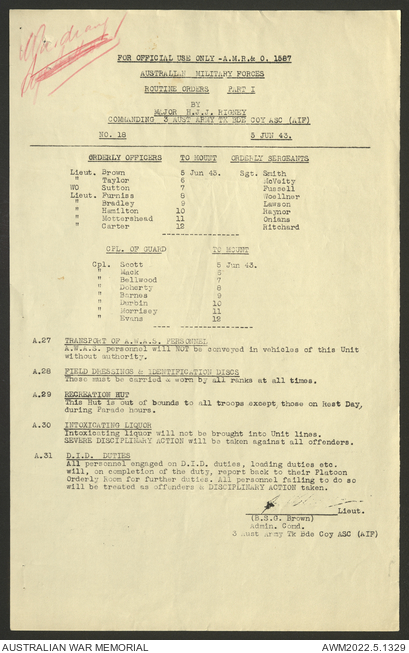 FOR OFFICIAL USE ONLY -A.M.R.& O. 1587
AUSTRALIAN MILITARY FORCES
ROUTINE ORDERS PART I
BY
MAJOR H.J.J. RIGNEY
COMMANDING 3 AUST ARMY TK BDE COY ASC (AIF)
NO. 18 5 JUN 43.
ORDERLY OFFICERS TO MOUNT ORDERLY SERGEANTS
Lieut. Brown 5 Jun 43. Sgt. Smith
" Taylor 6 McVeity
WO Sutton 7 Fussell
Lieut. Furniss 8 Woellner
" Bradley 9 Lawson
" Hamilton 10 Raynor
" Mottershead 11 Onians
" Carter 12 Ritchard
CPL. OF GUARD TO MOUNT
Cpl. Scott 5 Jun 43.
" Mack 6
" Bellwood 7
" Doherty 8
" Barnes 9
" Durbin 10
" Morrisey 11
" Evans 12
A.27 TRANSPORT OF A.W.A.S. PERSONNEL
A.W.A.S. personnel will NOT be conveyed in vehicles of this Unit
without authority.
A.28 FIELD DRESSINGS & IDENTIFICATION DISCS
These must be carried & worn by all ranks at all times.
A.29 RECREATION HUT
This Hut is out of bounds to all troops except those on Rest Day,
during Parade hours.
A.30 INTOXICATING LIQUOR
Intoxicating liquor will not be brought into Unit lines.
SEVERE DISCIPLINARY ACTION will be taken against all offenders.
A.31 D.I.D. DUTIES
All personnel engaged on D.I.D. duties, loading duties etc.
will, on completion of the duty, report back to their Platoon
Orderly Room for further duties. All personnel failing to do so
will be treated as offenders & DISCIPLINARY ACTION taken.
Lieut.
(B.S.G. Brown)
Admin. Comd.
3 Aust Army Tk Bde Coy ASC (AIF)
AUSTRALIAN WAR MEMORIAL AWM2022.5.1329